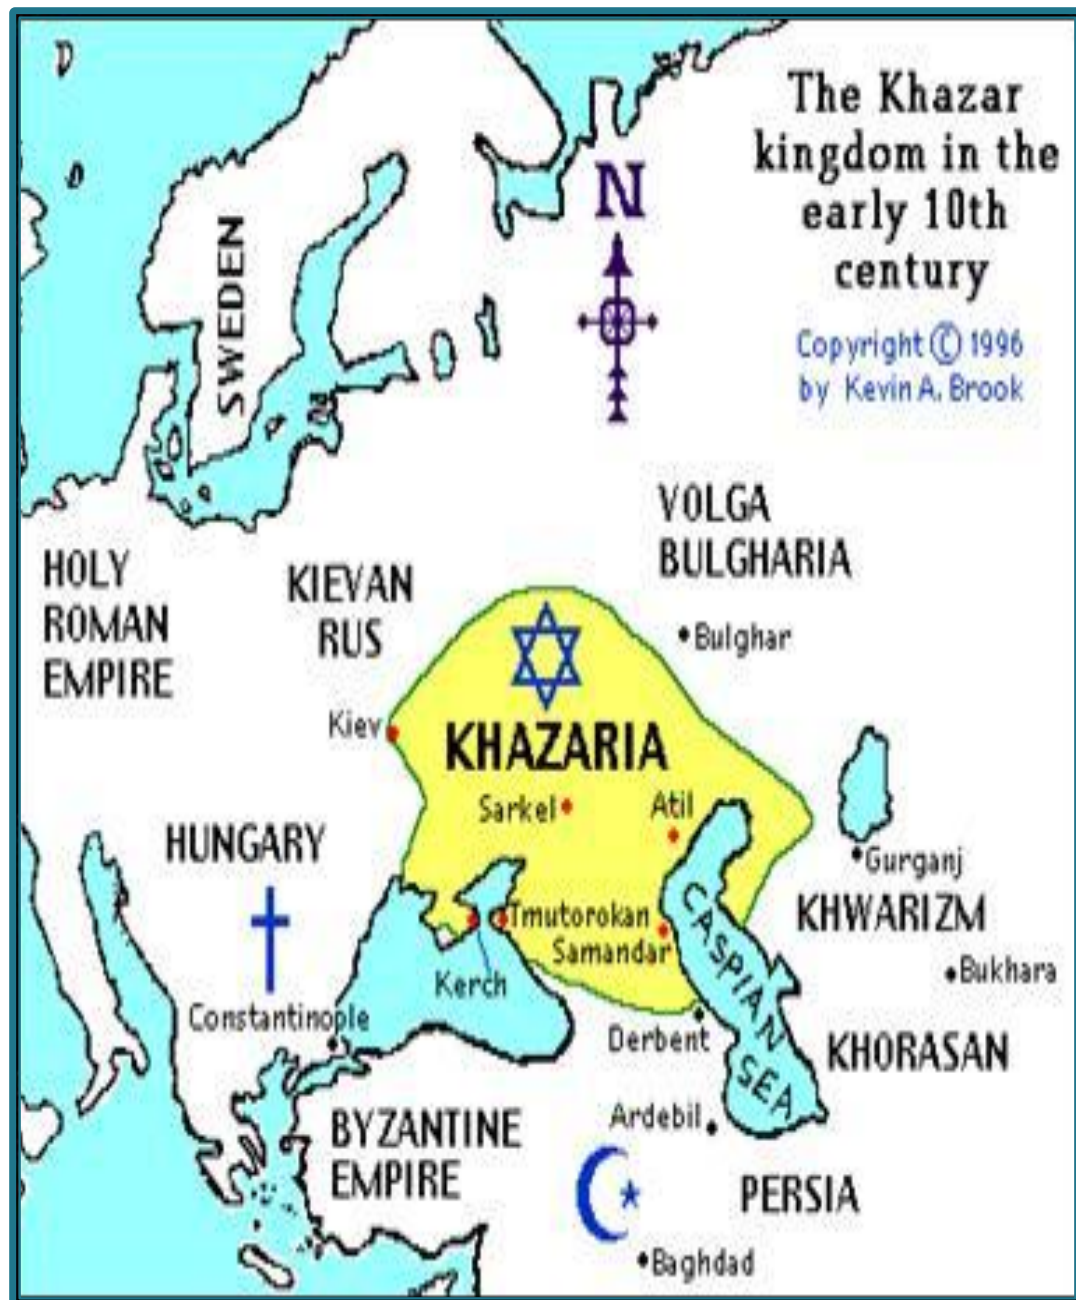 The Khazar
kingdom in the
early 10th
century
N
Copyright © 1996
by Kevin A. Brook
SWEDEN
VOLGA
BULGHARIA
HOLY
ROMAN
EMPIRE
KIEVAN
RUS
Bulghar
Kiev
KHAZARIA
Sarkel
Atil
HUNGARY
Gurganj
KHWARIZM
Tmutorokan
Samandar
CASPIAN
SEA
Kerch
Bukhara
Constantinople
Derbent
KHORASAN
Ardebil
BYZANTINE
EMPIRE
PERSIA
Baghdad